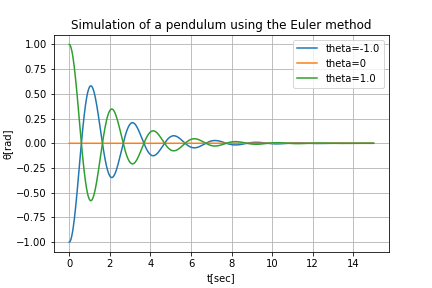 Simulation of a pendulum using the Euler method
theta=-1.0
theta=0
theta=1.0
1.00
0.75
0.50
0.25
0.00
−0.25
−0.50
−0.75
−1.00
θ[rad]
0 2 4 6 8 10 12 14
t[sec]